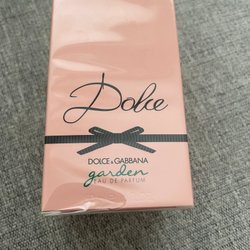 Dolce
DOLCE & GABBANA
garden
EAU DE PARFUM